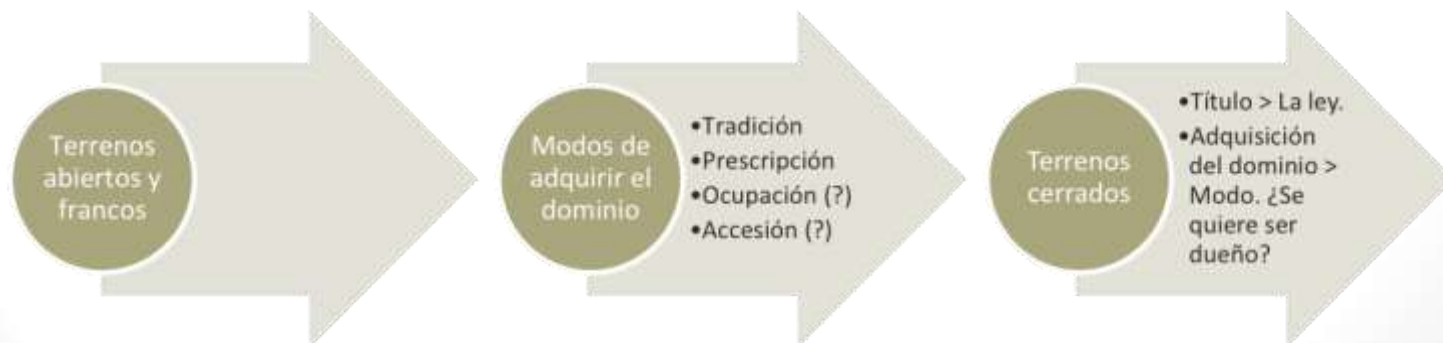 Terrenos
abiertos y
francos
Modos de
adquirir el
dominio
•Tradición
•Prescripción
•Ocupación (?)
•Accesión (?)
Terrenos
cerrados
•Título > La ley.
•Adquisición
del dominio >
Modo. ¿Se
quiere ser
dueño?